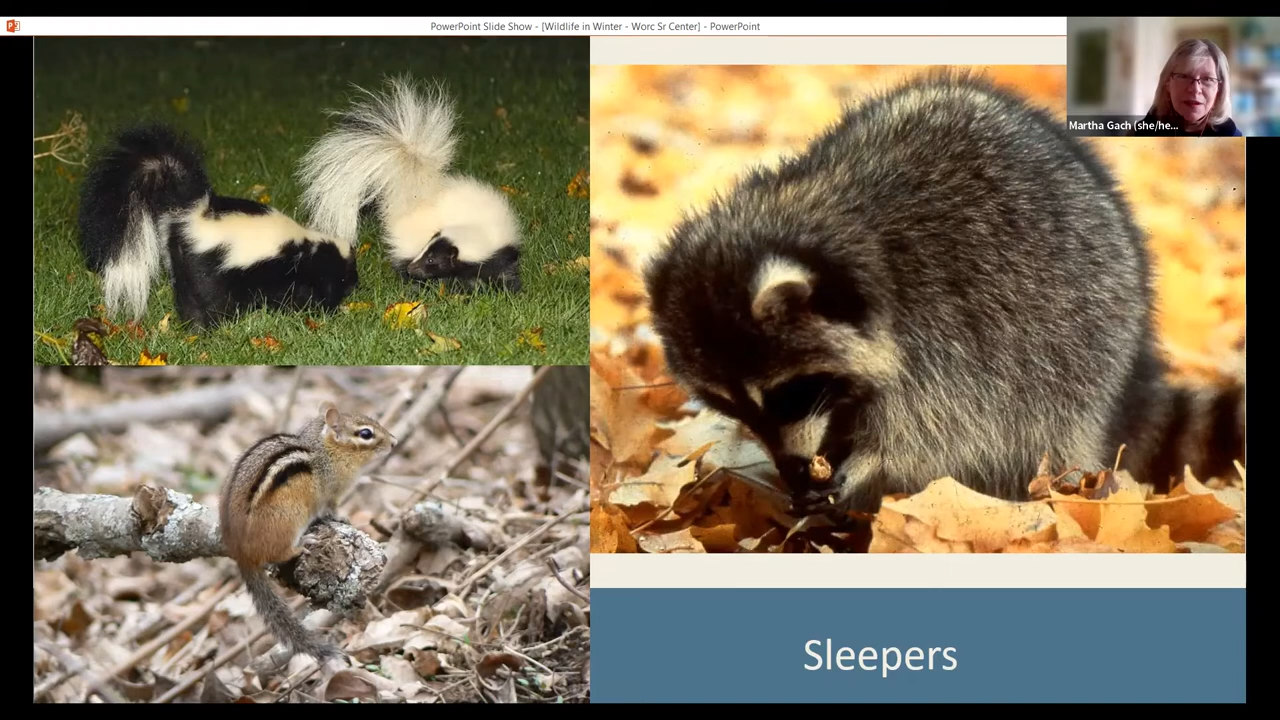 PowerPoint Slide Show - [Wildlife in Winter - Worc Sr Center] - PowerPoint
Martha Gach (she/he...
Sleepers